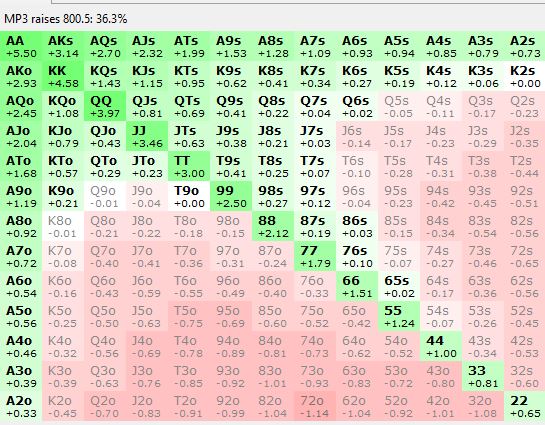 MP3 raises 800.5: 36.3%
AA AKs AQs AJs ATs A9s A8s A7s A6s A5s A4s A3s A2s
+5.50 +3.14 +2.70 +2.32 +1.99 +1.53 +1.28 +1.09 +0.93 +0.94 +0.85 +0.79 +0.73
AKo KK KQs KJs KTs K9s K8s K7s K6s K5s K4s K3s K2s
+2.93 +4.58 +1.43 +1.15 +0.95 +0.62 +0.41 +0.34 +0.27 +0.19 +0.12 +0.06 +0.00
AQo KQo QQ QJs QTs Q9s Q8s Q7s Q6s Q5s Q4s Q3s Q2s
+2.45 +1.08 +3.97 +0.81 +0.69 +0.41 +0.22 +0.04 +0.02 -0.05 -0.11 -0.17 -0.23
AJo KJo QJo JJ JTs J9s J8s J7s J6s J5s J4s J3s J2s
+2.04 +0.79 +0.43 +3.46 +0.63 +0.38 +0.21 +0.03 -0.14 -0.17 -0.23 -0.29 -0.35
ATo KTo QTo JTo TT T9s T8s T7s T6s T5s T4s T3s T2s
+1.68 +0.57 +0.29 +0.23 +3.00 +0.41 +0.25 +0.07 -0.10 -0.28 -0.31 -0.38 -0.44
A9o K9o Q9o J9o T9o 99 98s 97s 96s 95s 94s 93s 92s
+1.19 +0.21 -0.01 -0.04 +0.00 +2.50 +0.27 +0.12 -0.04 -0.23 -0.42 -0.45 -0.51
A8o K8o Q8o J8o T8o 98o 88 87s 86s 85s 84s 83s 82s
+0.92 -0.01 -0.21 -0.22 -0.18 -0.15 +2.12 +0.19 +0.03 -0.15 -0.34 -0.54 -0.56
A7o K7o Q7o J7o T7o 97o 87o 77 76s 75s 74s 73s 72s
+0.72 -0.08 -0.40 -0.41 -0.36 -0.31 -0.24 +1.79 +0.10 -0.07 -0.27 -0.46 -0.65
A6o K6o Q6o J6o T6o 96o 86o 76o 66 65s 64s 63s 62s
+0.54 -0.16 -0.43 -0.59 -0.55 -0.49 -0.40 -0.33 +1.51 +0.02 -0.17 -0.36 -0.56
A5o K5o Q5o J5o T5o 95o 85o 75o 65o 55 54s 53s 52s
+0.56 -0.25 -0.50 -0.63 -0.75 -0.69 -0.60 -0.52 -0.42 +1.24 -0.07 -0.26 -0.45
A4o K4o Q4o J4o T4o 94o 84o 74o 64o 54o 44 43s 42s
+0.46 -0.32 -0.56 -0.69 -0.78 -0.89 -0.81 -0.73 -0.62 -0.52 +1.00 -0.34 -0.53
A3o K3o Q3o J3o T3o 93o 83o 73o 63o 53o 43o 33 32s
+0.39 -0.39 -0.63 -0.76 -0.85 -0.92 -1.01 -0.93 -0.83 -0.72 -0.80 +0.81 -0.60
A2o K2o Q2o J2o T2o 92o 82o 72o 62o 52o 42o 32o 22
+0.33 -0.45 -0.70 -0.83 -0.91 -0.99 -1.04 -1.14 -1.04 -0.92 -1.01 -1.08 +0.65